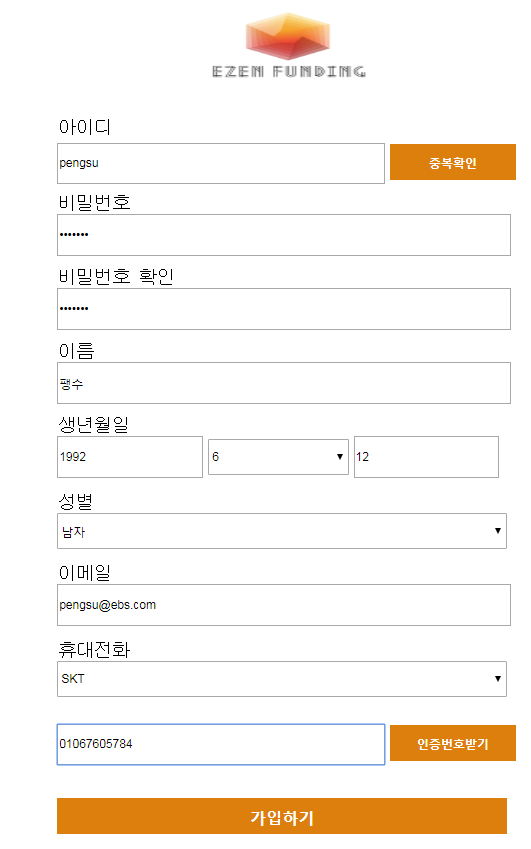 EZEN FUNDING
아이디
pengsu
중복확인
비밀번호
•••••••
비밀번호 확인
•••••••
이름
팽수
생년월일
1992 6 12
성별
남자
이메일
pengsu@ebs.com
휴대전화
SKT
01067605784
인증번호받기
가입하기